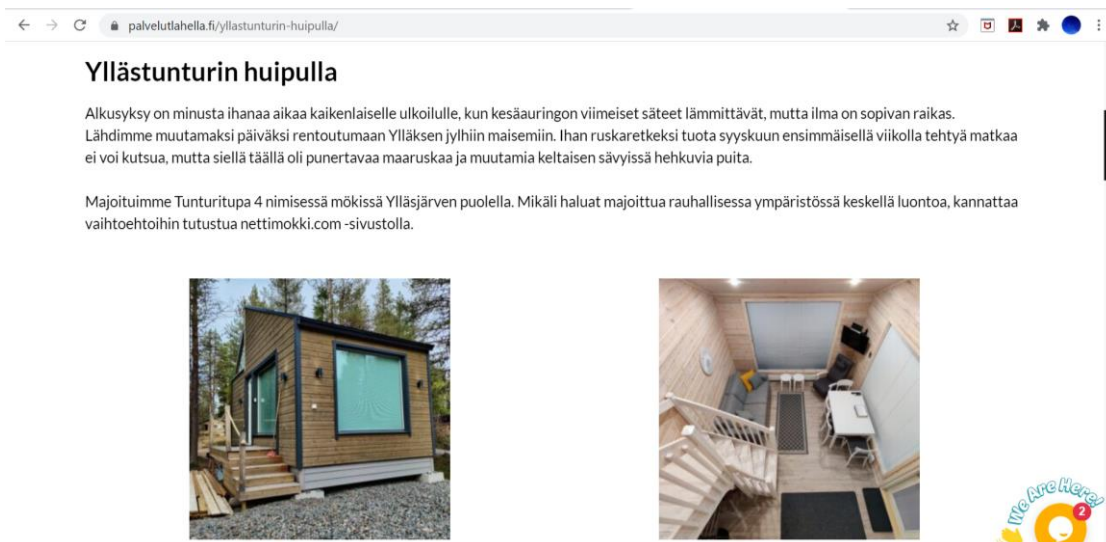 palvelutlahella.fi/yllastunturin-huipulla/
Yllästunturin huipulla
Alkusyksy on minusta ihanaa aikaa kaikenlaiselle ulkoilulle, kun kesäauringon viimeiset säteet lämmittävät, mutta ilma on sopivan raikas.
Lähdimme muutamaksi päiväksi rentoutumaan Ylläksen jylhiin maisemiin. Ihan ruskaretkeksi tuota syyskuun ensimmäisellä viikolla tehtyä matkaa
ei voi kutsua, mutta siellä täällä oli punertavaa maaruskaa ja muutamia keltaisen sävyissä hehkuvia puita.
Majoituimme Tunturitupa 4 nimisessä mökissä Ylläsjärven puolella. Mikäli haluat majoittua rauhallisessa ympäristössä keskellä luontoa, kannattaa
vaihtoehtoihin tutustua nettimokki.com -sivustolla.
We Are Here!
2